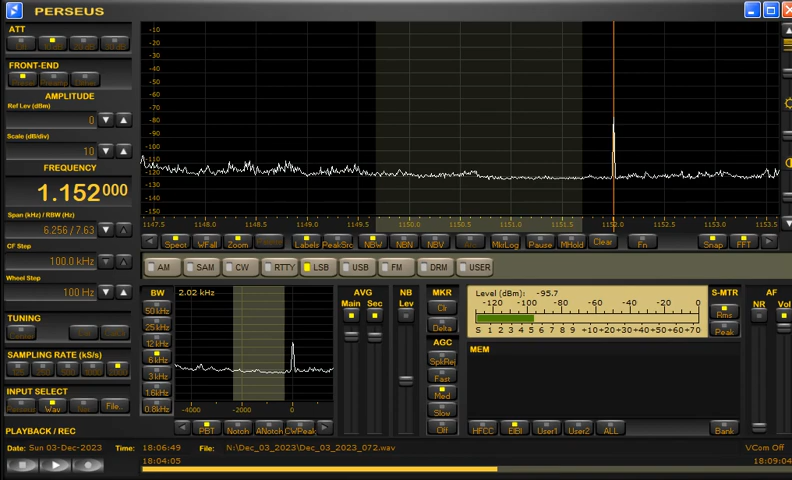 PERSEUS
ATT
FRONT-END
AMPLITUDE
Ref Lev (dBm)
0
Scale (dB/div)
10
FREQUENCY
1.152000
Span (kHz) / RBW (Hz)
6.256 / 7.63
CF Step
100.0 kHz
Wheel Step
100 Hz
TUNING
SAMPLING RATE (kS/s)
INPUT SELECT
Wav File..
PLAYBACK / REC
-10
-20
-30
-40
-50
-60
-70
-80
-90
-100
-110
-120
-130
-150
1147.5 1148.0 1148.5 1149.0 1149.5 1150.0 1150.5 1151.0 1151.5 1152.0 1152.5 1153.0 1153.5
Spect WFall Zoom Labels PeakSrc NBW NBN NBV MkrLog Pause MHold Clear Fn Snap FFT
AM SAM CW RTTY LSB USB FM DRM USER
BW
50 kHz
25 kHz
12 kHz
6 kHz
3 kHz
1.6kHz
0.8kHz
2.02 kHz
-4000 -2000 0
PBT Notch ANotch CWPeak
AVG
Main Sec
NB
Lev
MKR
Clr
Delta
AGC
SpkRej
Fast
Med
Slow
Off
Level (dBm): -95.7
-120 -100 -80 -60 -40 -20 0
S 1 2 3 4 5 6 7 8 9 +10+20+30+40+50+60+70
S-MTR
Rms
Peak
AF
NR Vol
MEM
HFCC EIBI User1 User2 ALL
Bank
Date: Sun 03-Dec-2023 Time: 18:06:49 File: N:\Dec_03_2023\Dec_03_2023_072.wav VCom Off
18:04:05 18:09:04